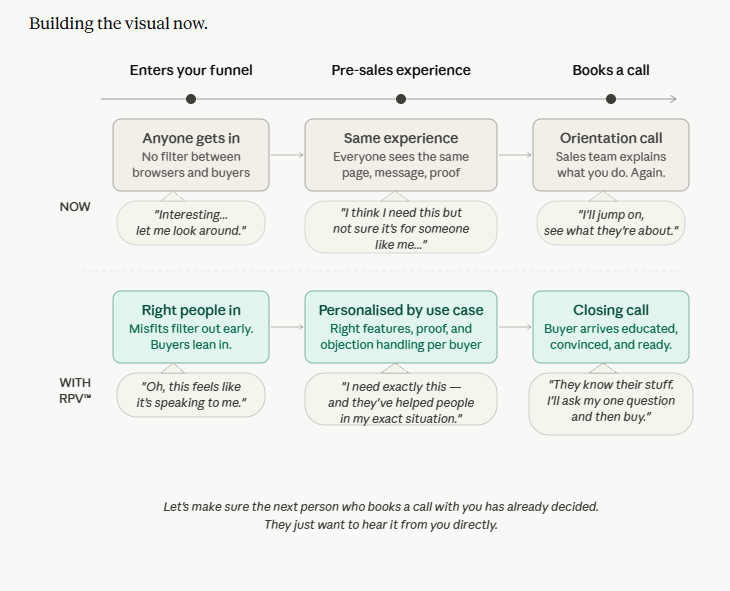 Building the visual now.
Enters your funnel
Pre-sales experience
Books a call
NOW
Anyone gets in
No filter between
browsers and buyers
Same experience
Everyone sees the same
page, message, proof
Orientation call
Sales team explains
what you do. Again.
"Interesting...
let me look around."
"I think I need this but
not sure it's for someone
like me..."
"I'll jump on,
see what they're about."
WITH
RPV™
Right people in
Misfits filter out early.
Buyers lean in.
Personalised by use case
Right features, proof, and
objection handling per buyer
Closing call
Buyer arrives educated,
convinced, and ready.
"Oh, this feels like
it's speaking to me."
"I need exactly this —
and they've helped people
in my exact situation."
"They know their stuff.
I'll ask my one question
and then buy."
Let's make sure the next person who books a call with you has already decided.
They just want to hear it from you directly.